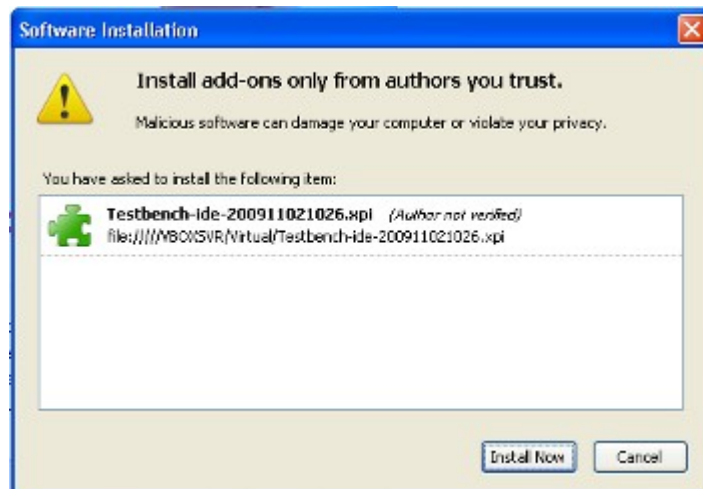 Software Installation
Install add-ons only from authors you trust.
Malicious software can damage your computer or violate your privacy.
You have asked to install the following item:
Testbench-ide-200911021026.xpi (Author not verified)
file://///VBOXSVR/Virtual/Testbench-ide-200911021026.xpi
Install Now Cancel